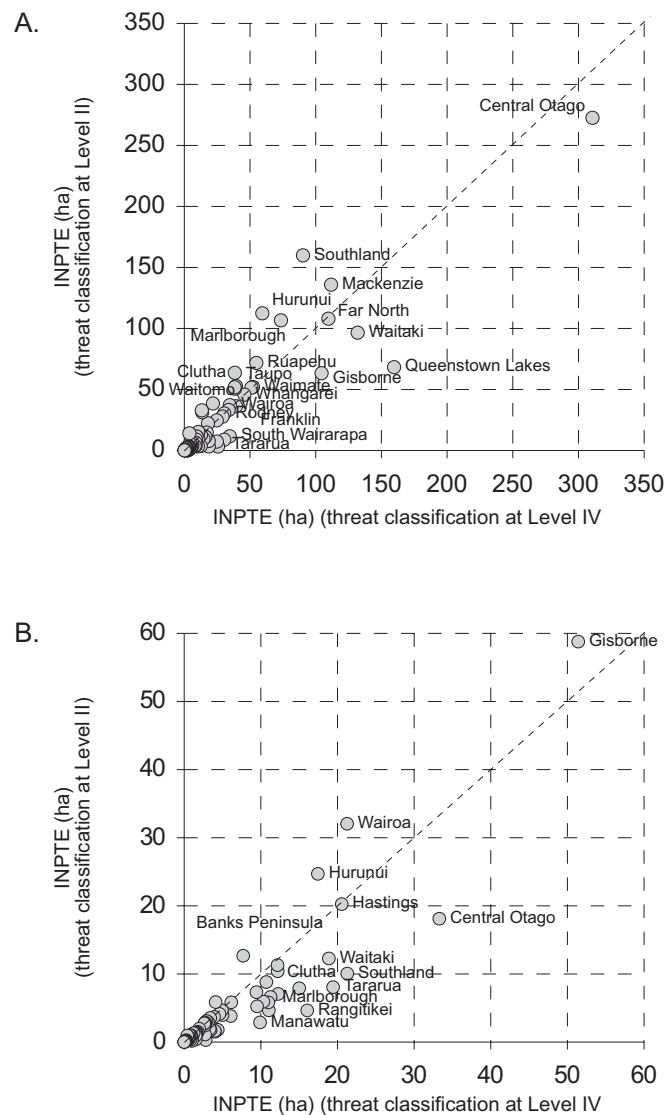 A.
350
300
250
200
150
100
50
0
INPTE (ha)
(threat classification at Level II)
Central Otago
Southland
Mackenzie
Hurunui
Far North
Marlborough
Waitaki
Ruapehu
Clutha
Taupo
Gisborne
Queenstown Lakes
Waitomo
Waimate
Whangarei
Wairoa
Rodney
Franklin
South Wairarapa
Tararua
0 50 100 150 200 250 300 350
INPTE (ha) (threat classification at Level IV
B.
60
50
40
30
20
10
0
INPTE (ha)
(threat classification at Level II)
Gisborne
Wairoa
Hurunui
Hastings
Banks Peninsula
Central Otago
Waitaki
Clutha
Southland
Tararua
Marlborough
Rangitikei
Manawatu
0 10 20 30 40 50 60
INPTE (ha) (threat classification at Level IV